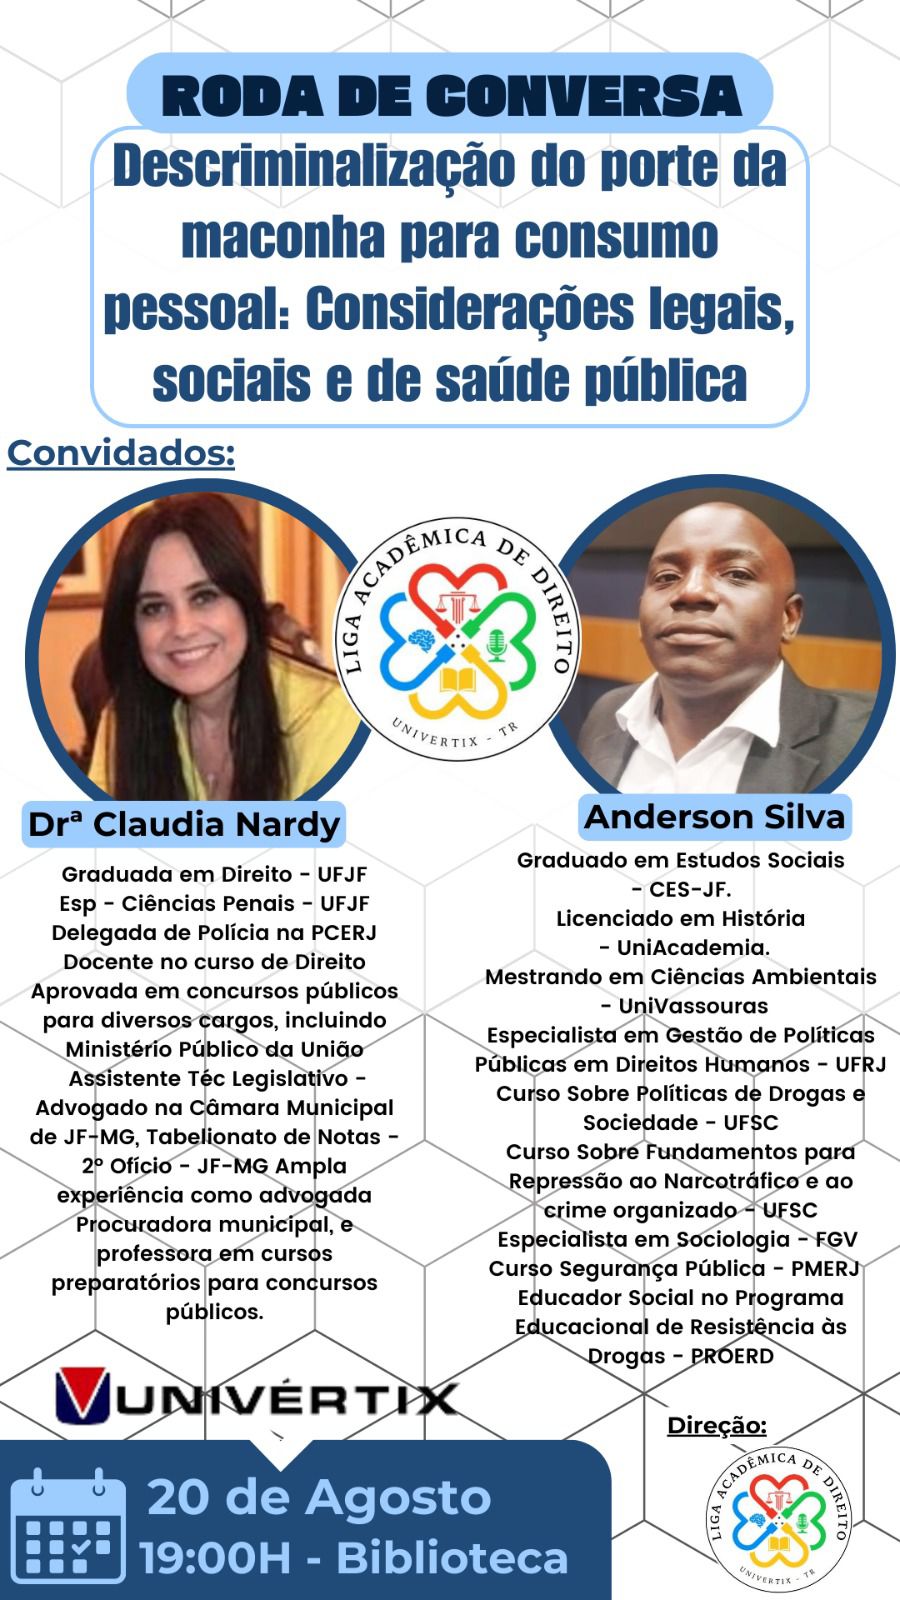 RODA DE CONVERSA
Descriminalização do porte da
maconha para consumo
pessoal: Considerações legais,
sociais e de saúde pública
Convidados:
LIGA ACADÊMICA DE DIREITO
UNIVERTIX - TR
Drª Claudia Nardy
Graduada em Direito - UFJF
Esp - Ciências Penais - UFJF
Delegada de Polícia na PCERJ
Docente no curso de Direito
Aprovada em concursos públicos
para diversos cargos, incluindo
Ministério Público da União
Assistente Téc Legislativo -
Advogado na Câmara Municipal
de JF-MG, Tabelionato de Notas -
2º Ofício - JF-MG Ampla
experiência como advogada
Procuradora municipal, e
professora em cursos
preparatórios para concursos
públicos.
Anderson Silva
Graduado em Estudos Sociais
- CES-JF.
Licenciado em História
- UniAcademia.
Mestrando em Ciências Ambientais
- UniVassouras
Especialista em Gestão de Políticas
Públicas em Direitos Humanos - UFRJ
Curso Sobre Políticas de Drogas e
Sociedade - UFSC
Curso Sobre Fundamentos para
Repressão ao Narcotráfico e ao
crime organizado - UFSC
Especialista em Sociologia - FGV
Curso Segurança Pública - PMERJ
Educador Social no Programa
Educacional de Resistência às
Drogas - PROERD
UNIVÉRTIX
20 de Agosto
19:00H - Biblioteca
Direção:
LIGA ACADÊMICA DE DIREITO
UNIVERTIX - TR